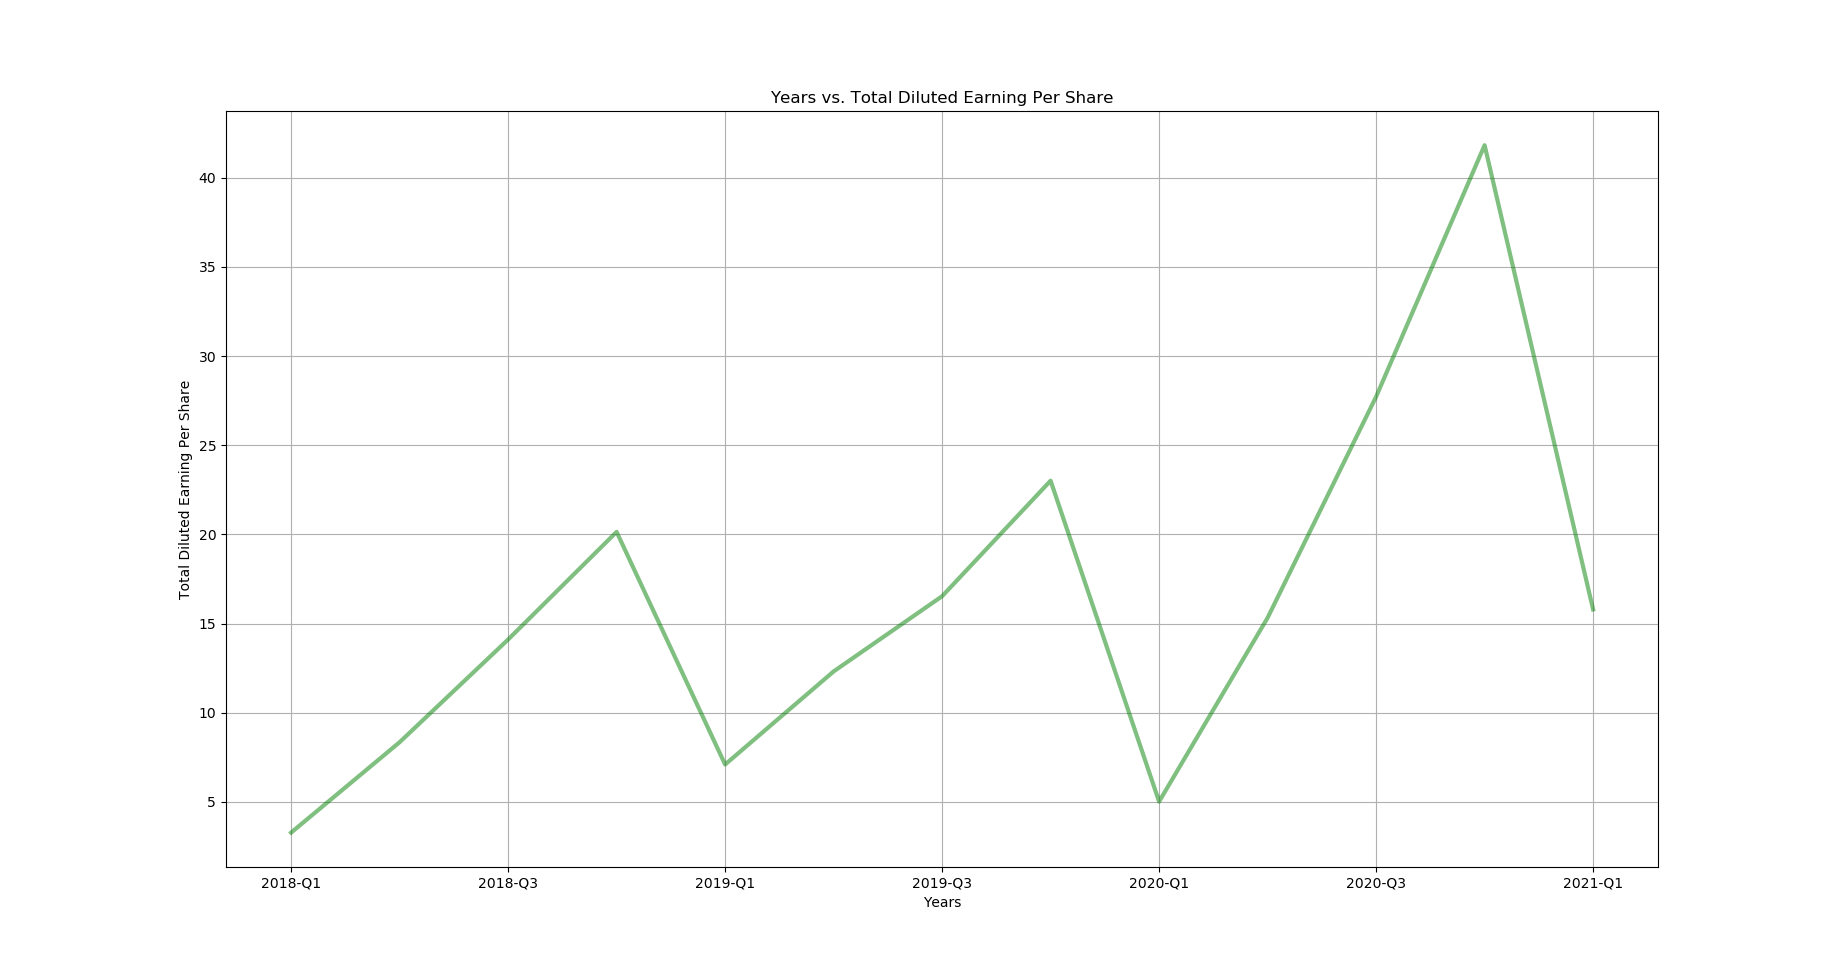 Years vs. Total Diluted Earning Per Share
Total Diluted Earning Per Share
40
35
30
25
20
15
10
5
2018-Q1 2018-Q3 2019-Q1 2019-Q3 2020-Q1 2020-Q3 2021-Q1
Years